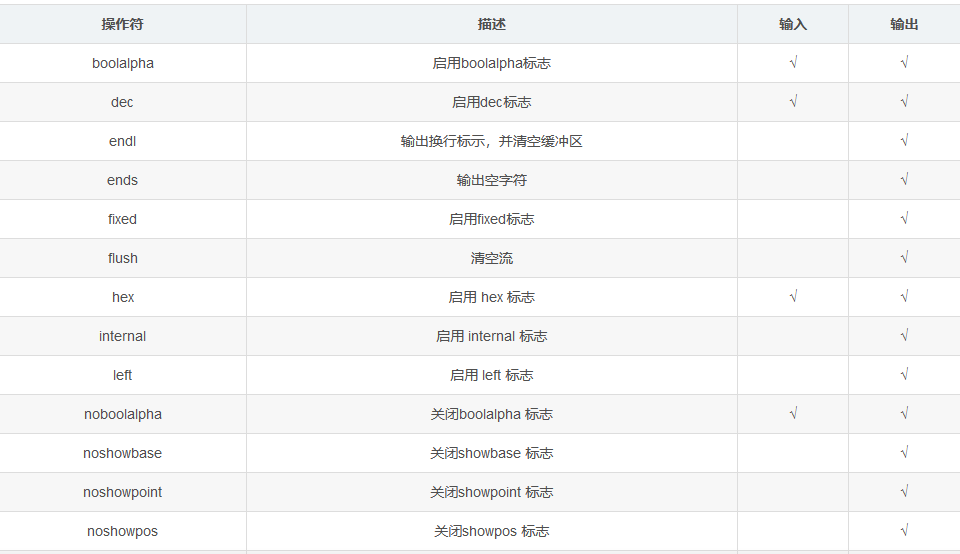 操作符 描述 输入 输出
boolalpha 启用boolalpha标志 √ √
dec 启用dec标志 √ √
endl 输出换行标示，并清空缓冲区 √
ends 输出空字符 √
fixed 启用fixed标志 √
flush 清空流 √
hex 启用 hex 标志 √ √
internal 启用 internal 标志 √
left 启用 left 标志 √
noboolalpha 关闭boolalpha 标志 √ √
noshowbase 关闭showbase 标志 √
noshowpoint 关闭showpoint 标志 √
noshowpos 关闭showpos 标志 √